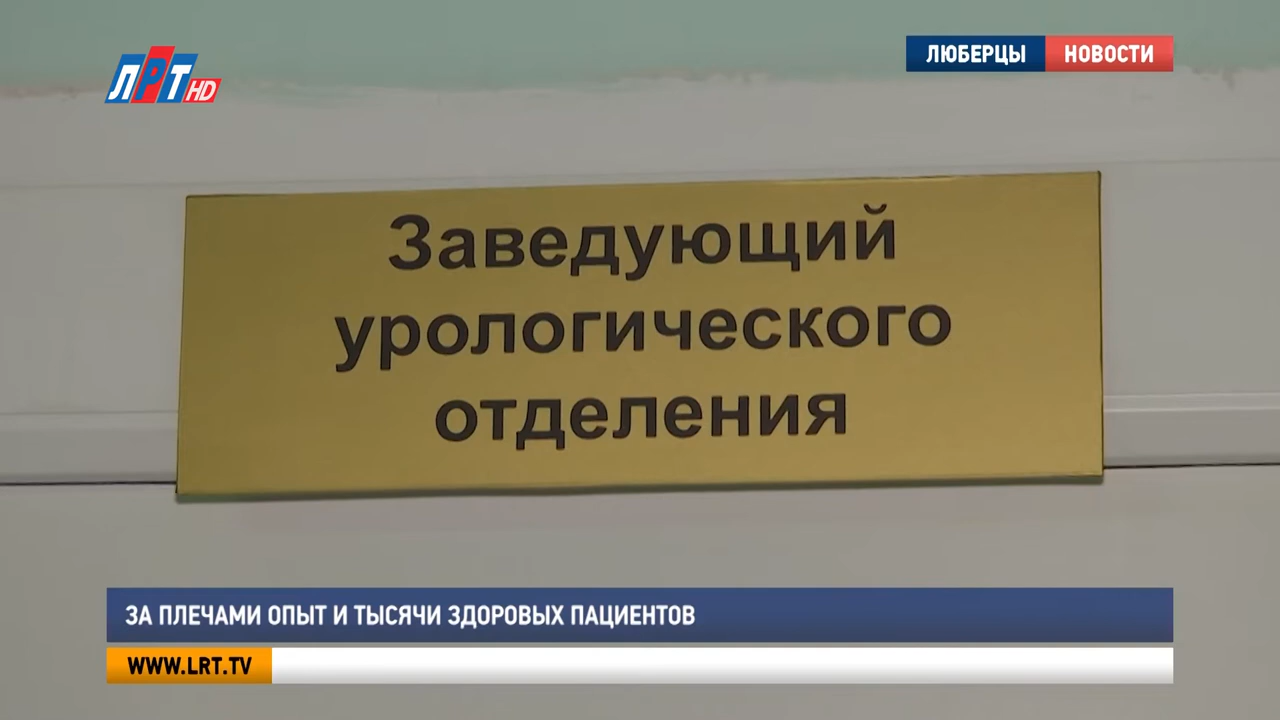 ЛРТ HD
ЛЮБЕРЦЫ НОВОСТИ
Заведующий
урологического
отделения
ЗА ПЛЕЧАМИ ОПЫТ И ТЫСЯЧИ ЗДОРОВЫХ ПАЦИЕНТОВ
WWW.LRT.TV